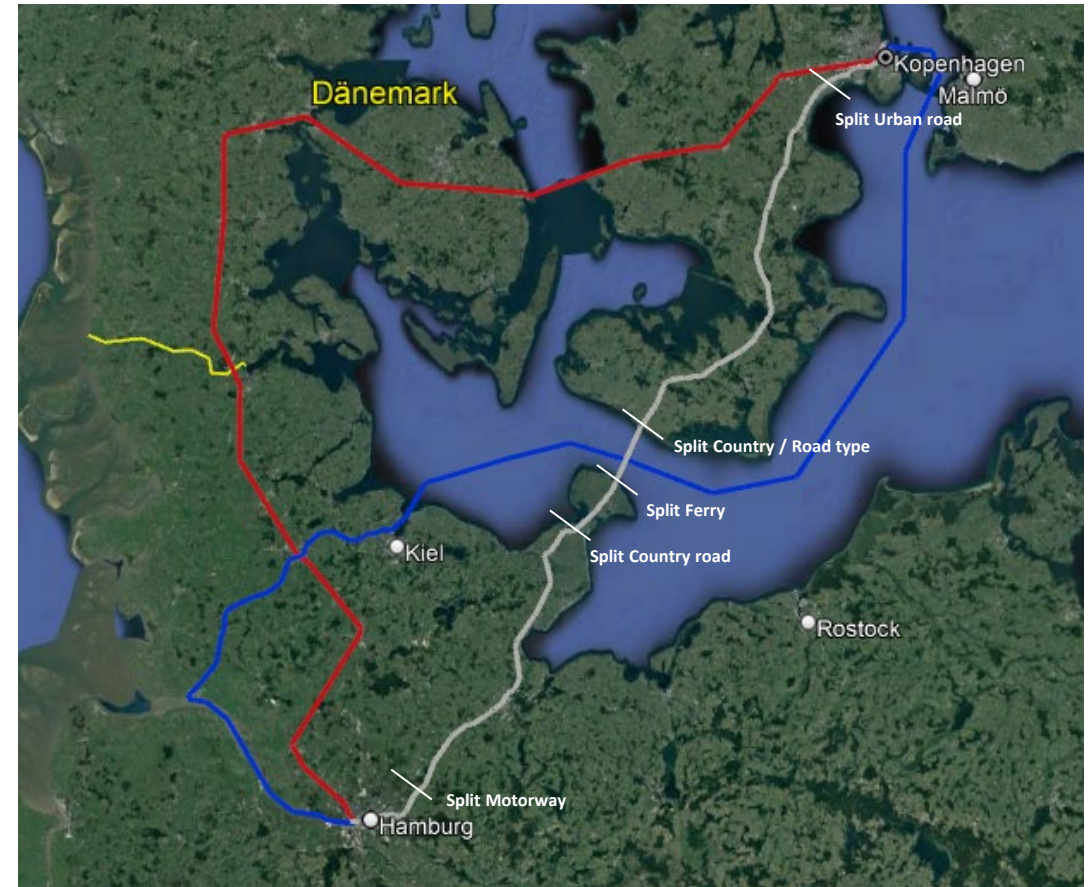 Dänemark
Kopenhagen
Malmö
Split Urban road
Split Country / Road type
Split Ferry
Split Country road
Kiel
Rostock
Split Motorway
Hamburg